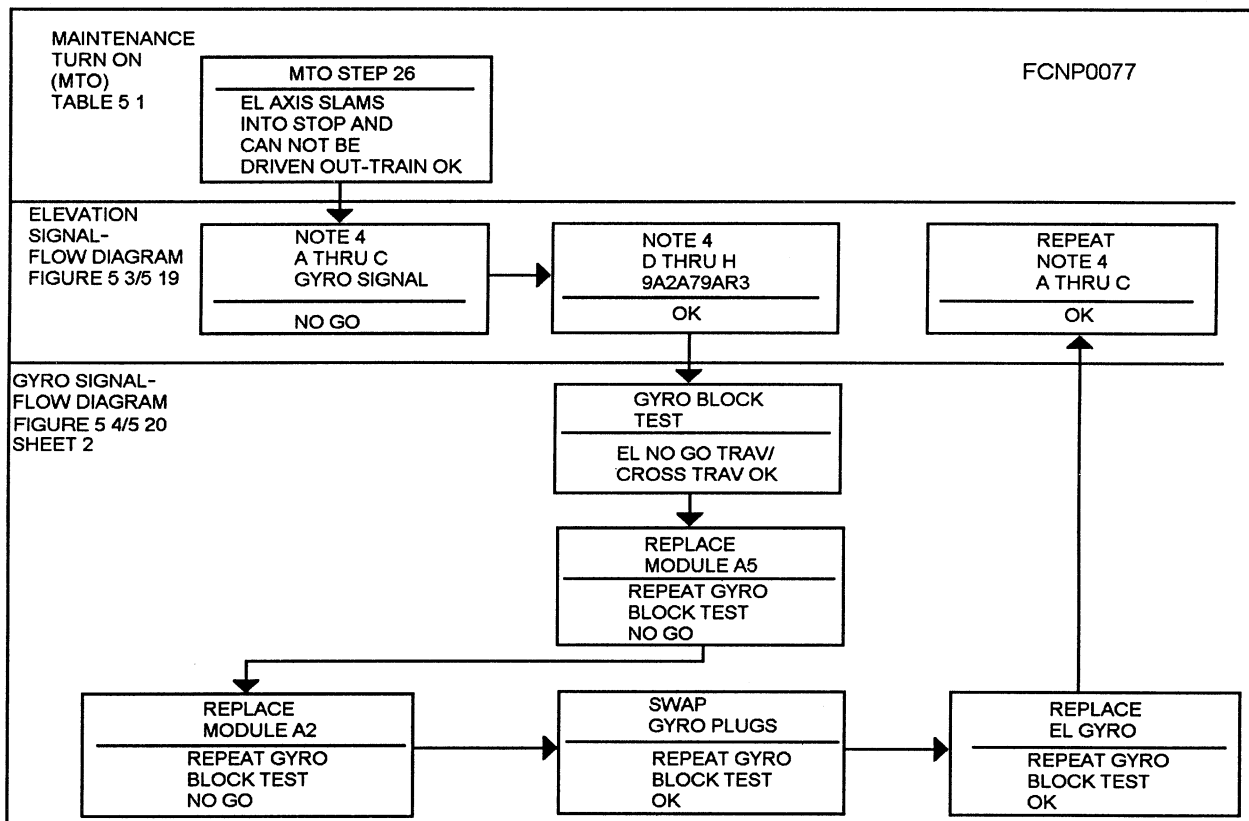 MAINTENANCE
TURN ON
(MTO)
TABLE 5 1
MTO STEP 26
EL AXIS SLAMS
INTO STOP AND
CAN NOT BE
DRIVEN OUT-TRAIN OK
FCNP0077
ELEVATION
SIGNAL-
FLOW DIAGRAM
FIGURE 5 3/5 19
NOTE 4
A THRU C
GYRO SIGNAL
NO GO
NOTE 4
D THRU H
9A2A79AR3
OK
REPEAT
NOTE 4
A THRU C
OK
GYRO SIGNAL-
FLOW DIAGRAM
FIGURE 5 4/5 20
SHEET 2
GYRO BLOCK
TEST
EL NO GO TRAV/
CROSS TRAV OK
REPLACE
MODULE A5
REPEAT GYRO
BLOCK TEST
NO GO
REPLACE
MODULE A2
REPEAT GYRO
BLOCK TEST
NO GO
SWAP
GYRO PLUGS
REPEAT GYRO
BLOCK TEST
OK
REPLACE
EL GYRO
REPEAT GYRO
BLOCK TEST
OK